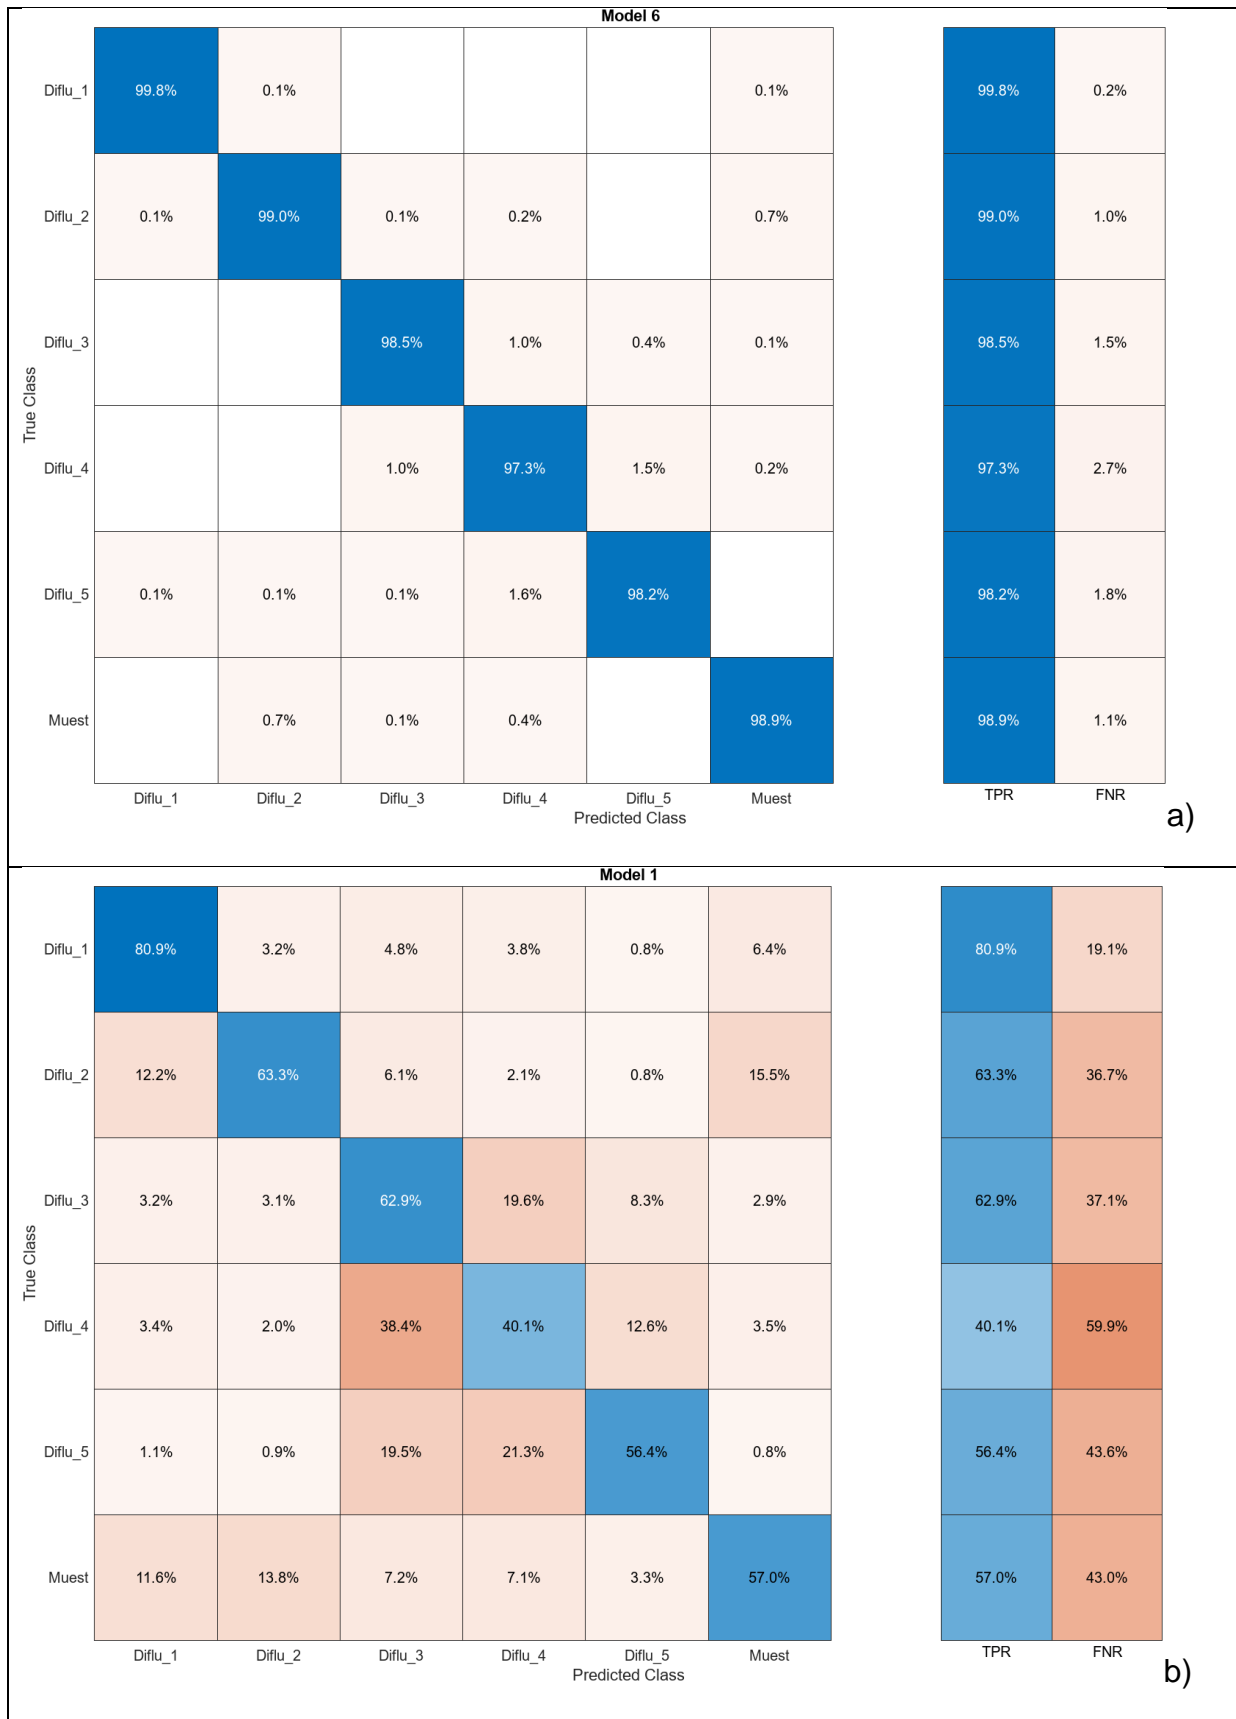 Model 6
Diflu_1 99.8% 0.1% 0.1% 99.8% 0.2%
Diflu_2 0.1% 99.0% 0.1% 0.2% 0.7% 99.0% 1.0%
Diflu_3 98.5% 1.0% 0.4% 0.1% 98.5% 1.5%
True Class
Diflu_4 1.0% 97.3% 1.5% 0.2% 97.3% 2.7%
Diflu_5 0.1% 0.1% 0.1% 1.6% 98.2% 98.2% 1.8%
Muest 0.7% 0.1% 0.4% 98.9% 98.9% 1.1%
Diflu_1 Diflu_2 Diflu_3 Diflu_4 Diflu_5 Muest TPR FNR
Predicted Class
a)
Model 1
Diflu_1 80.9% 3.2% 4.8% 3.8% 0.8% 6.4% 80.9% 19.1%
Diflu_2 12.2% 63.3% 6.1% 2.1% 0.8% 15.5% 63.3% 36.7%
Diflu_3 3.2% 3.1% 62.9% 19.6% 8.3% 2.9% 62.9% 37.1%
True Class
Diflu_4 3.4% 2.0% 38.4% 40.1% 12.6% 3.5% 40.1% 59.9%
Diflu_5 1.1% 0.9% 19.5% 21.3% 56.4% 0.8% 56.4% 43.6%
Muest 11.6% 13.8% 7.2% 7.1% 3.3% 57.0% 57.0% 43.0%
Diflu_1 Diflu_2 Diflu_3 Diflu_4 Diflu_5 Muest TPR FNR
Predicted Class
b)